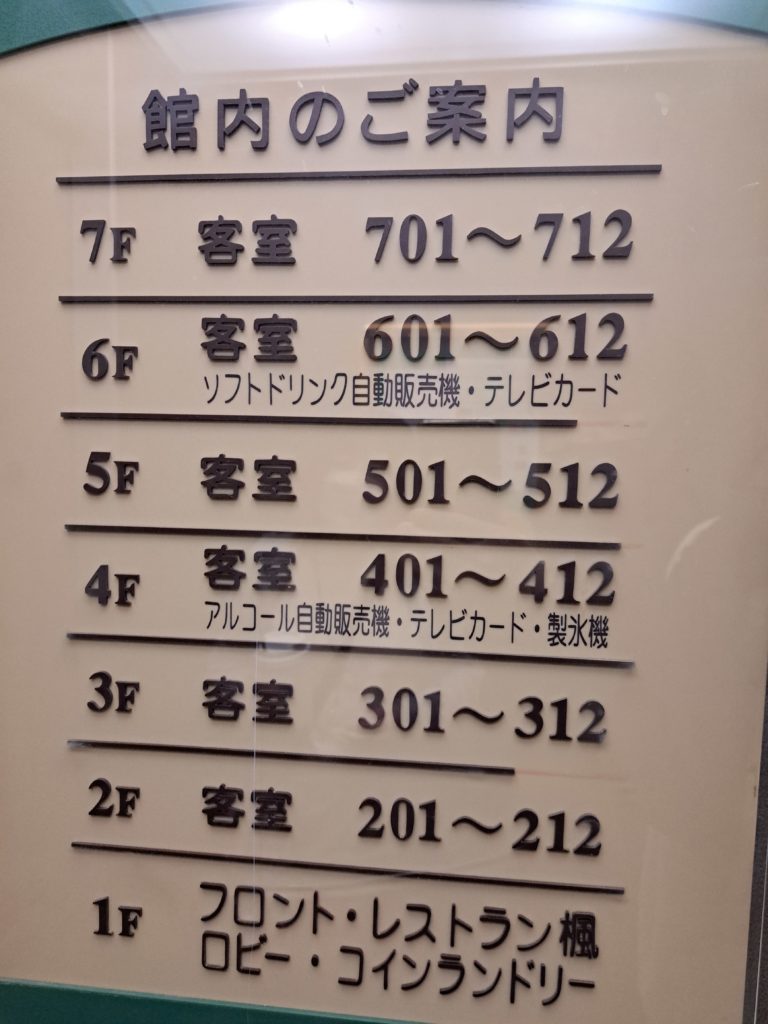 館内のご案内
7F 客室 701～712
6F 客室 601～612
ソフトドリンク自動販売機・テレビカード
5F 客室 501～512
4F 客室 401～412
アルコール自動販売機・テレビカード・製氷機
3F 客室 301～312
2F 客室 201～212
1F フロント・レストラン楓
ロビー・コインランドリー